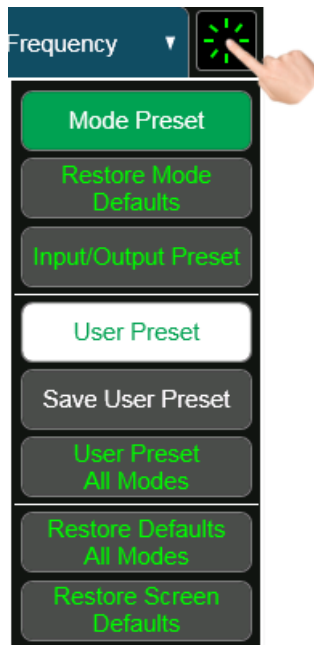 Frequency
Mode Preset
Restore Mode
Defaults
Input/Output Preset
User Preset
Save User Preset
User Preset
All Modes
Restore Defaults
All Modes
Restore Screen
Defaults